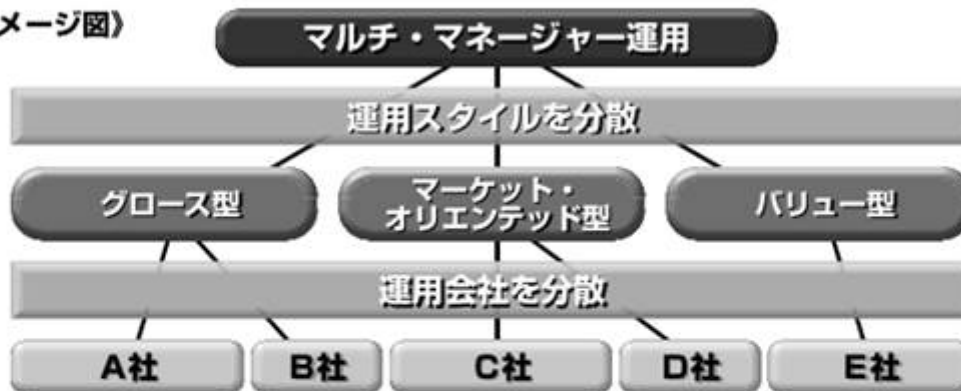 メージ図》
マルチ・マネージャー運用
運用スタイルを分散
グロース型
マーケット・
オリエンテッド型
バリュー型
運用会社を分散
A社
B社
C社
D社
E社